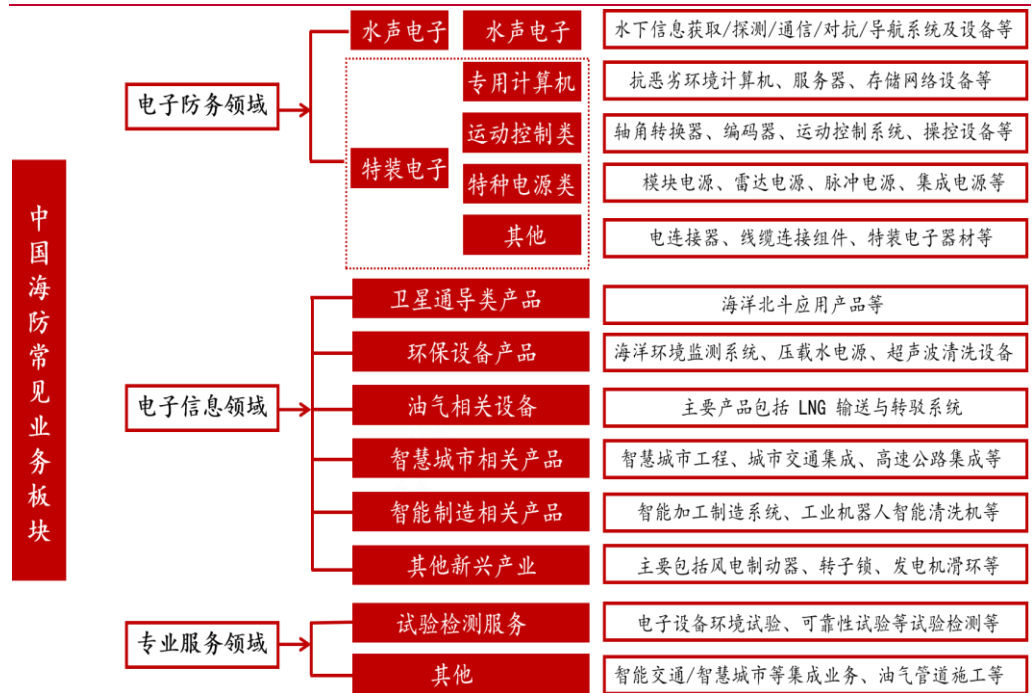 中国海防常见业务板块
电子防务领域
水声电子
水声电子
水下信息获取/探测/通信/对抗/导航系统及设备等
特装电子
专用计算机
抗恶劣环境计算机、服务器、存储网络设备等
运动控制类
轴角转换器、编码器、运动控制系统、操控设备等
特种电源类
模块电源、雷达电源、脉冲电源、集成电源等
其他
电连接器、线缆连接组件、特装电子器材等
电子信息领域
卫星通导类产品
海洋北斗应用产品等
环保设备产品
海洋环境监测系统、压载水电源、超声波清洗设备
油气相关设备
主要产品包括 LNG 输送与转驳系统
智慧城市相关产品
智慧城市工程、城市交通集成、高速公路集成等
智能制造相关产品
智能加工制造系统、工业机器人智能清洗机等
其他新兴产业
主要包括风电制动器、转子锁、发电机滑环等
专业服务领域
试验检测服务
电子设备环境试验、可靠性试验等试验检测等
其他
智能交通/智慧城市等集成业务、油气管道施工等